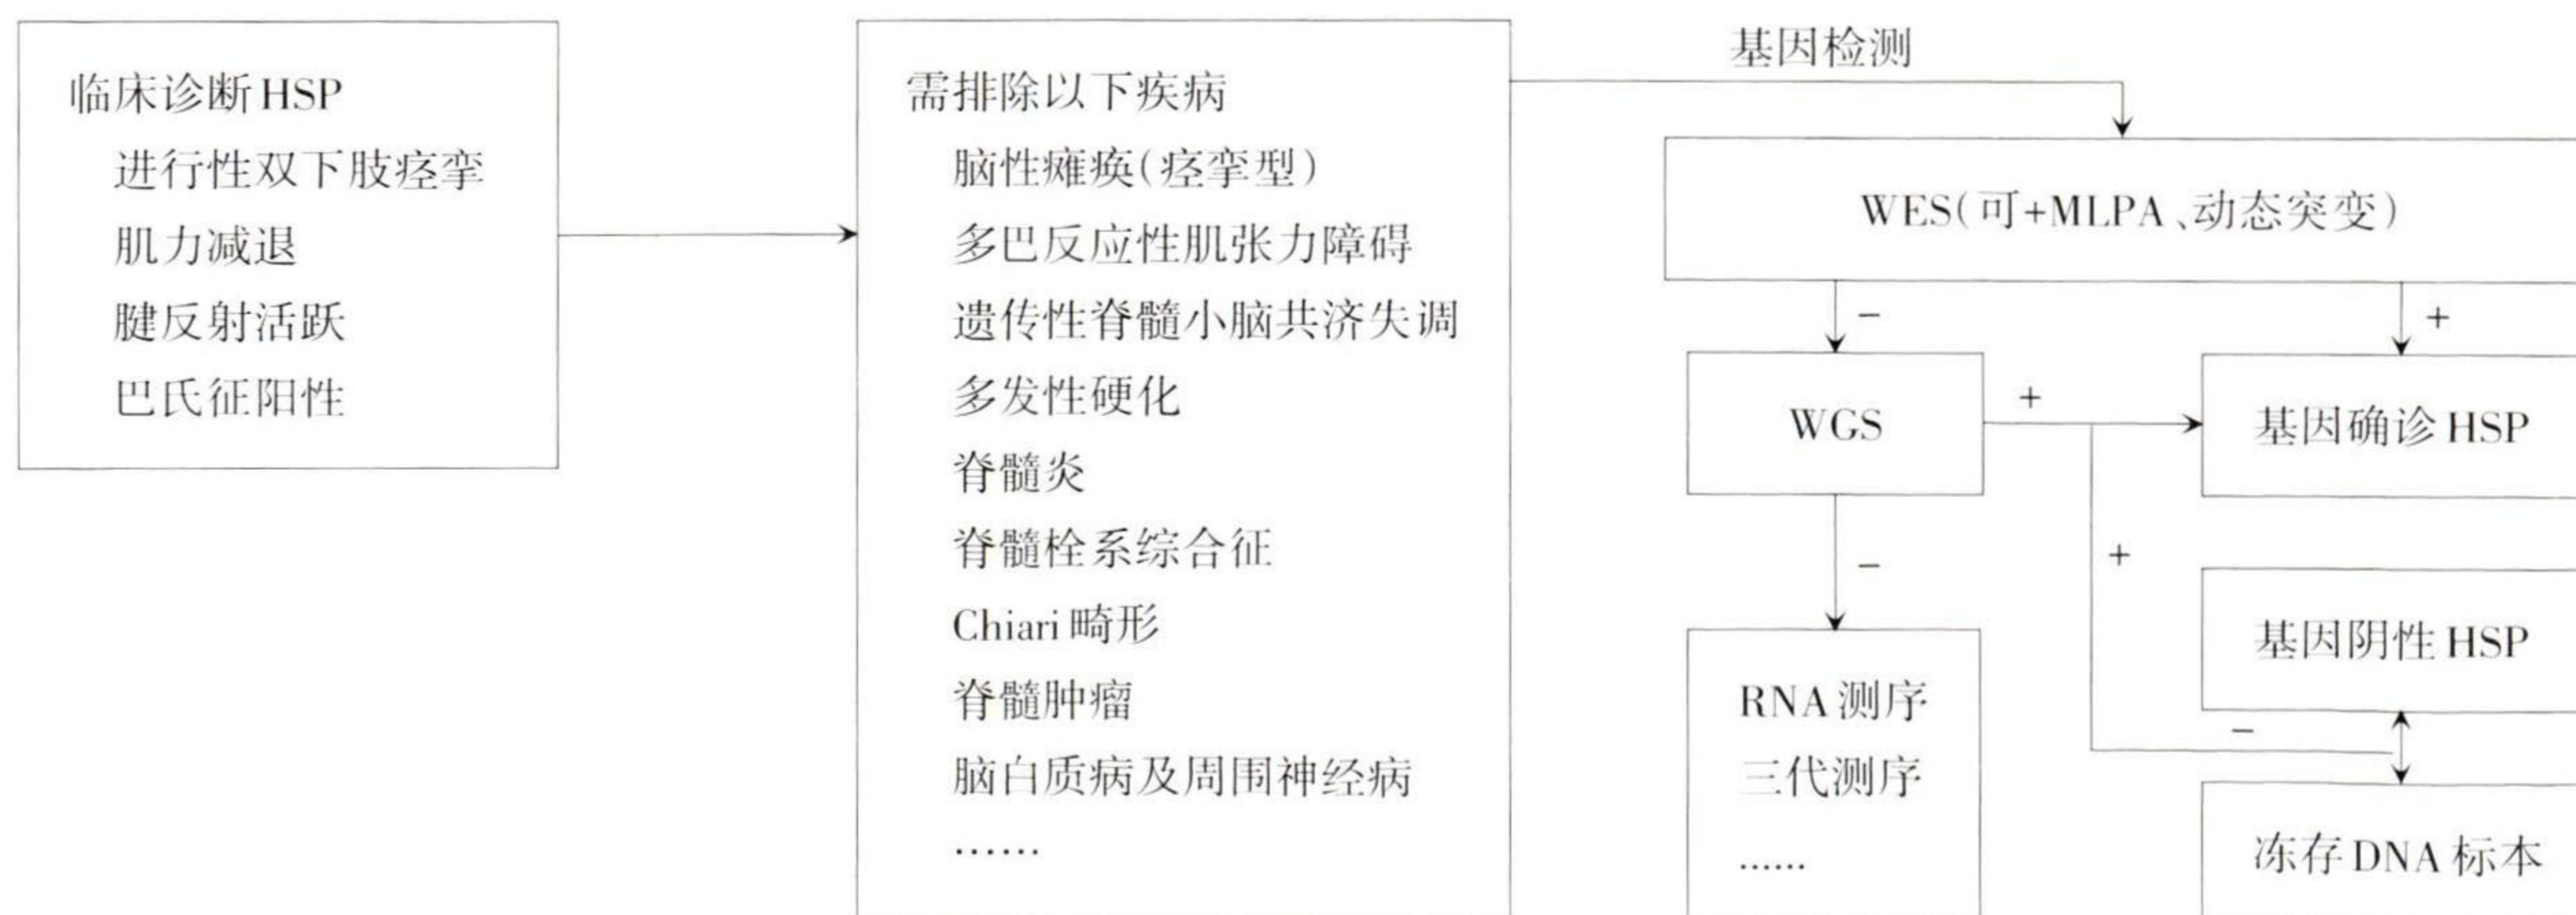 临床诊断HSP
进行性双下肢痉挛
肌力减退
腱反射活跃
巴氏征阳性
需排除以下疾病
脑性瘫痪(痉挛型)
多巴反应性肌张力障碍
遗传性脊髓小脑共济失调
多发性硬化
脊髓炎
脊髓栓系综合征
Chiari畸形
脊髓肿瘤
脑白质病及周围神经病
……
基因检测
WES(可+MLPA、动态突变)
−
+
WGS
+
基因确诊HSP
−
+
基因阴性HSP
−
RNA测序
三代测序
……
冻存DNA标本